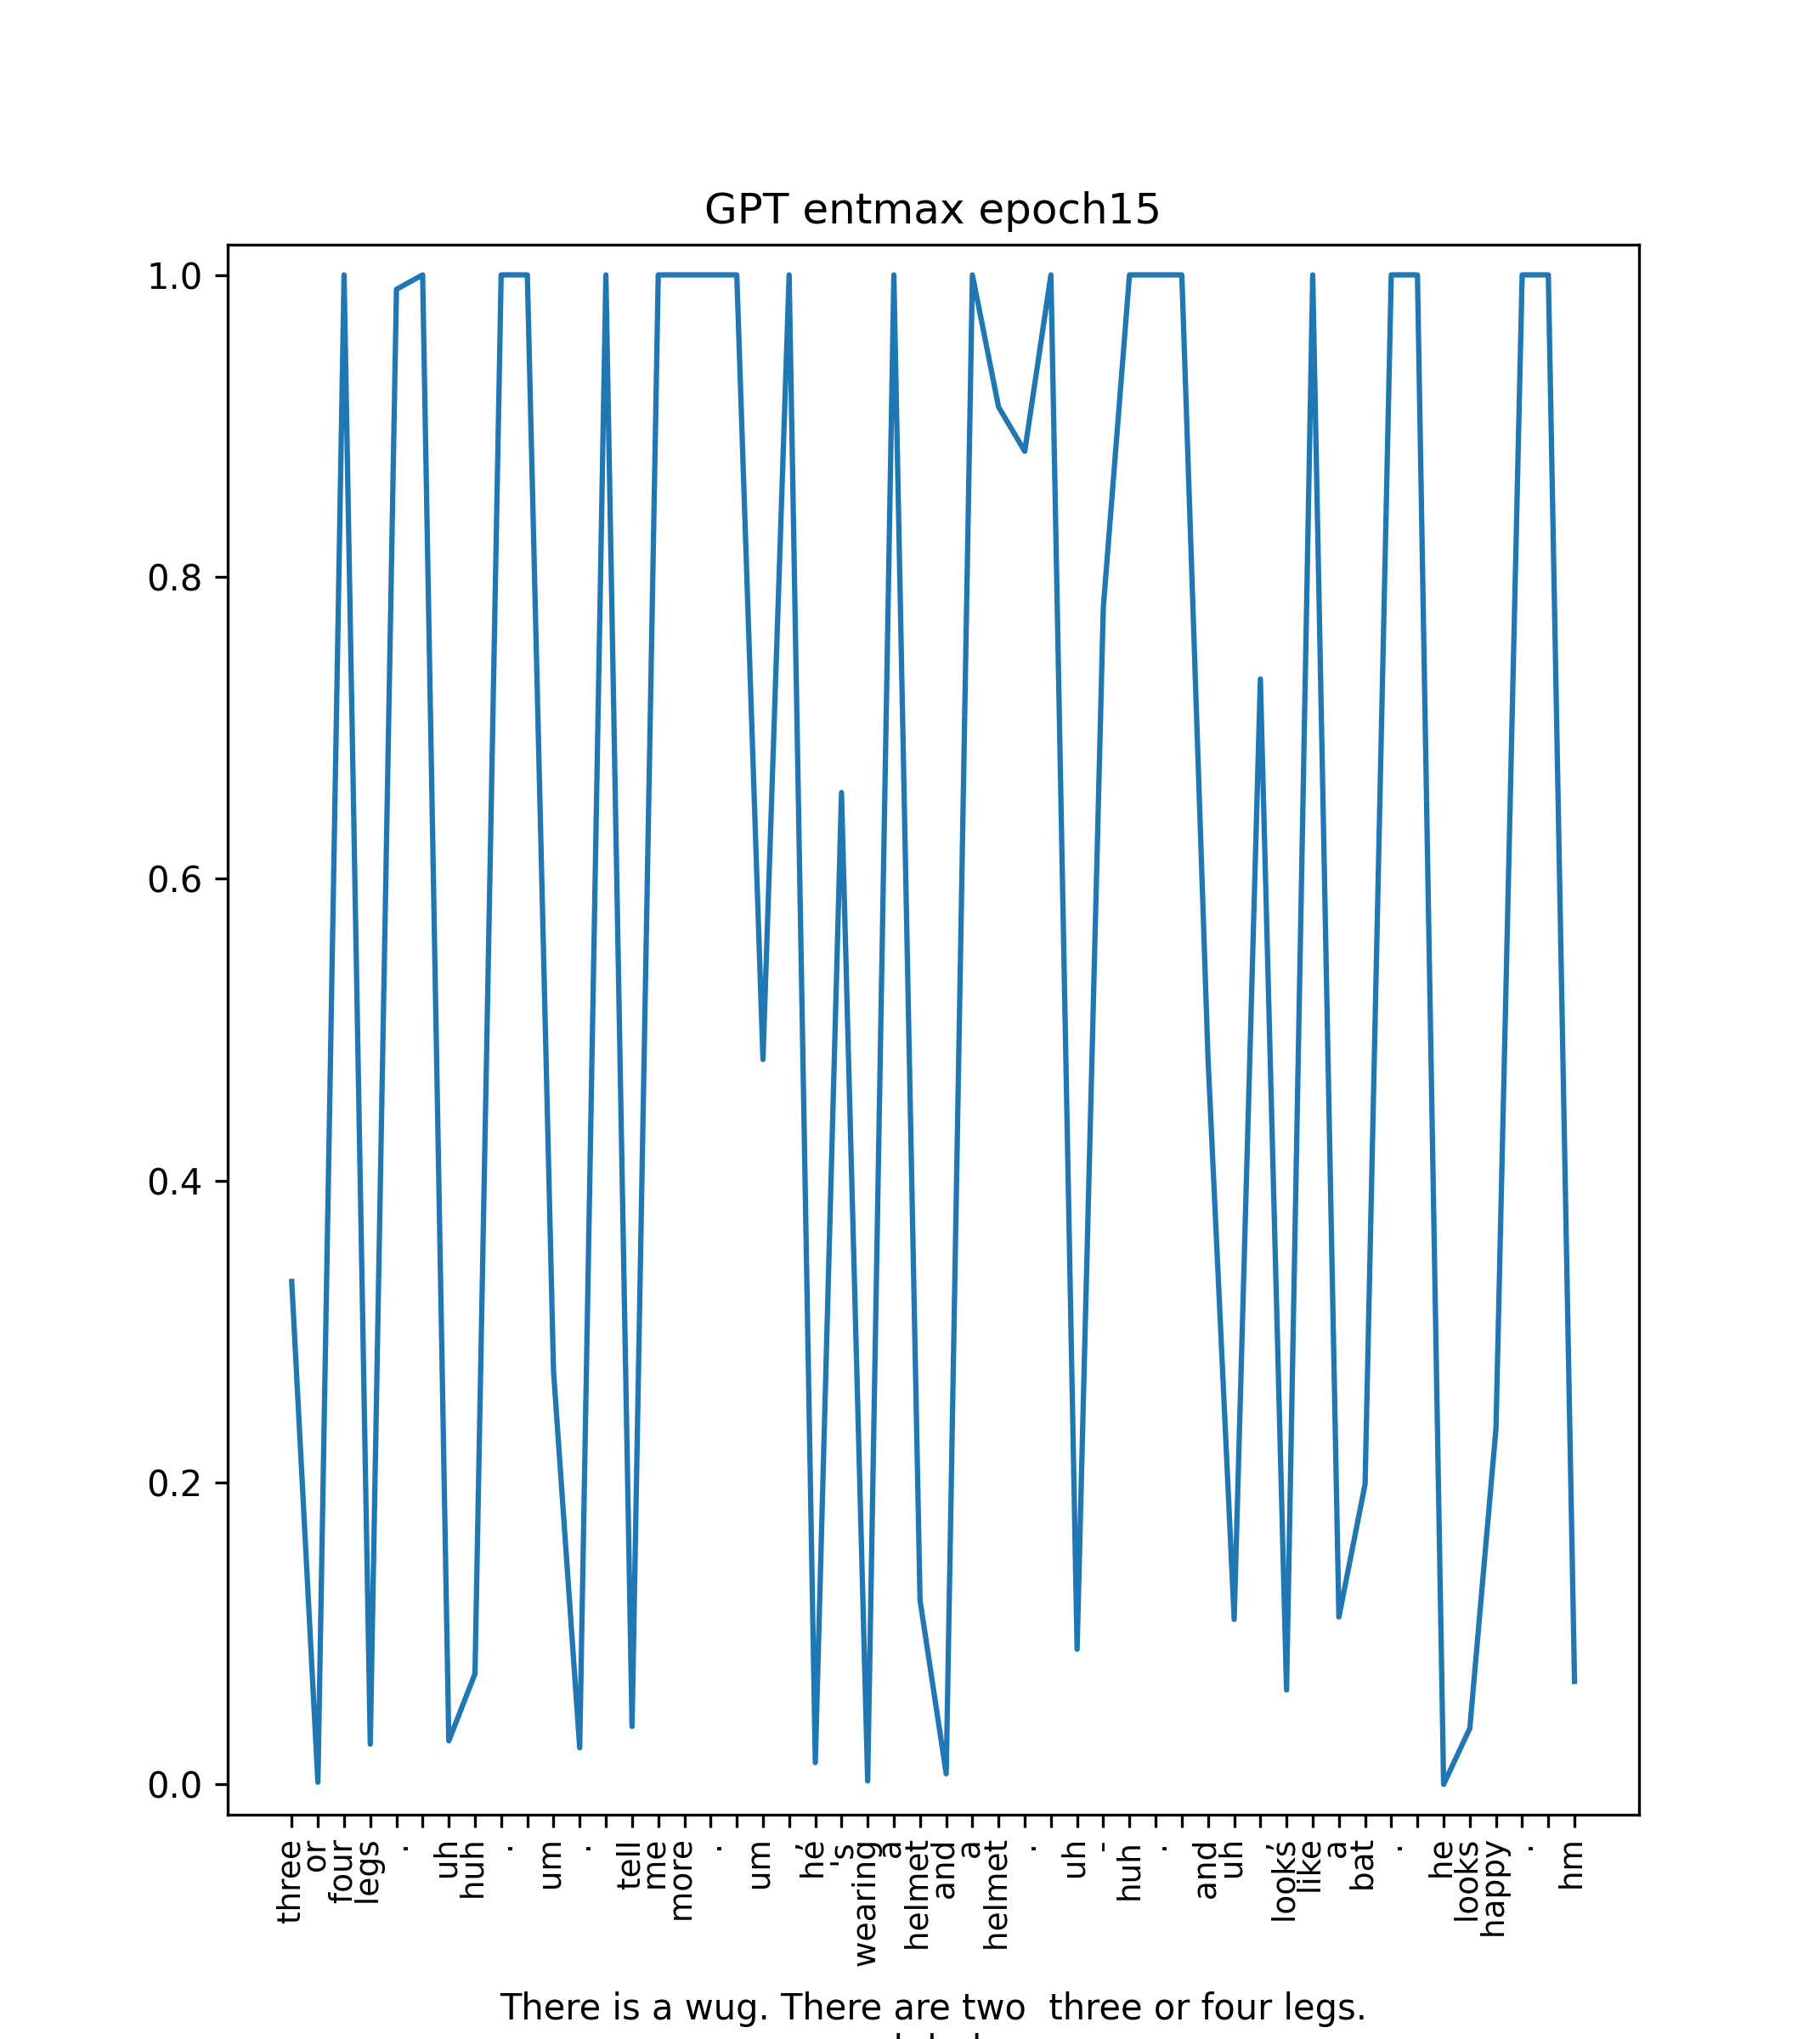 GPT entmax epoch15
1.0
0.8
0.6
0.4
0.2
0.0
three
or
four
legs
.
uh
huh
.
um
.
tell
me
more
.
um
he
's
wearing
a
helmet
and
a
helmet
.
uh
-
huh
.
and
uh
,
looks
like
a
bat
.
he
looks
happy
.
hm
There is a wug. There are two  three or four legs.